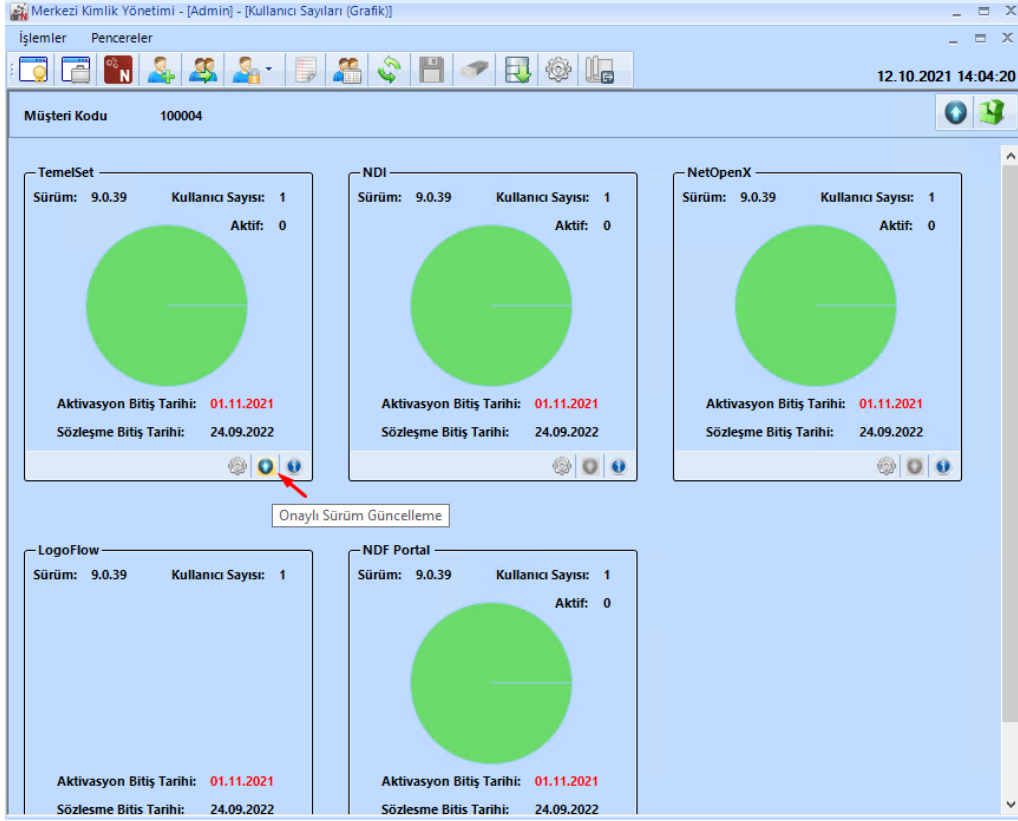 Merkezi Kimlik Yönetimi - [Admin] - [Kullanıcı Sayıları (Grafik)]
İşlemler Pencereler
12.10.2021 14:04:20
Müşteri Kodu 100004
TemelSet
Sürüm: 9.0.39 Kullanıcı Sayısı: 1
Aktif: 0
Aktivasyon Bitiş Tarihi: 01.11.2021
Sözleşme Bitiş Tarihi: 24.09.2022
NDI
Sürüm: 9.0.39 Kullanıcı Sayısı: 1
Aktif: 0
Aktivasyon Bitiş Tarihi: 01.11.2021
Sözleşme Bitiş Tarihi: 24.09.2022
NetOpenX
Sürüm: 9.0.39 Kullanıcı Sayısı: 1
Aktif: 0
Aktivasyon Bitiş Tarihi: 01.11.2021
Sözleşme Bitiş Tarihi: 24.09.2022
Onaylı Sürüm Güncelleme
LogoFlow
Sürüm: 9.0.39 Kullanıcı Sayısı: 1
Aktivasyon Bitiş Tarihi: 01.11.2021
Sözleşme Bitiş Tarihi: 24.09.2022
NDF Portal
Sürüm: 9.0.39 Kullanıcı Sayısı: 1
Aktif: 0
Aktivasyon Bitiş Tarihi: 01.11.2021
Sözleşme Bitiş Tarihi: 24.09.2022